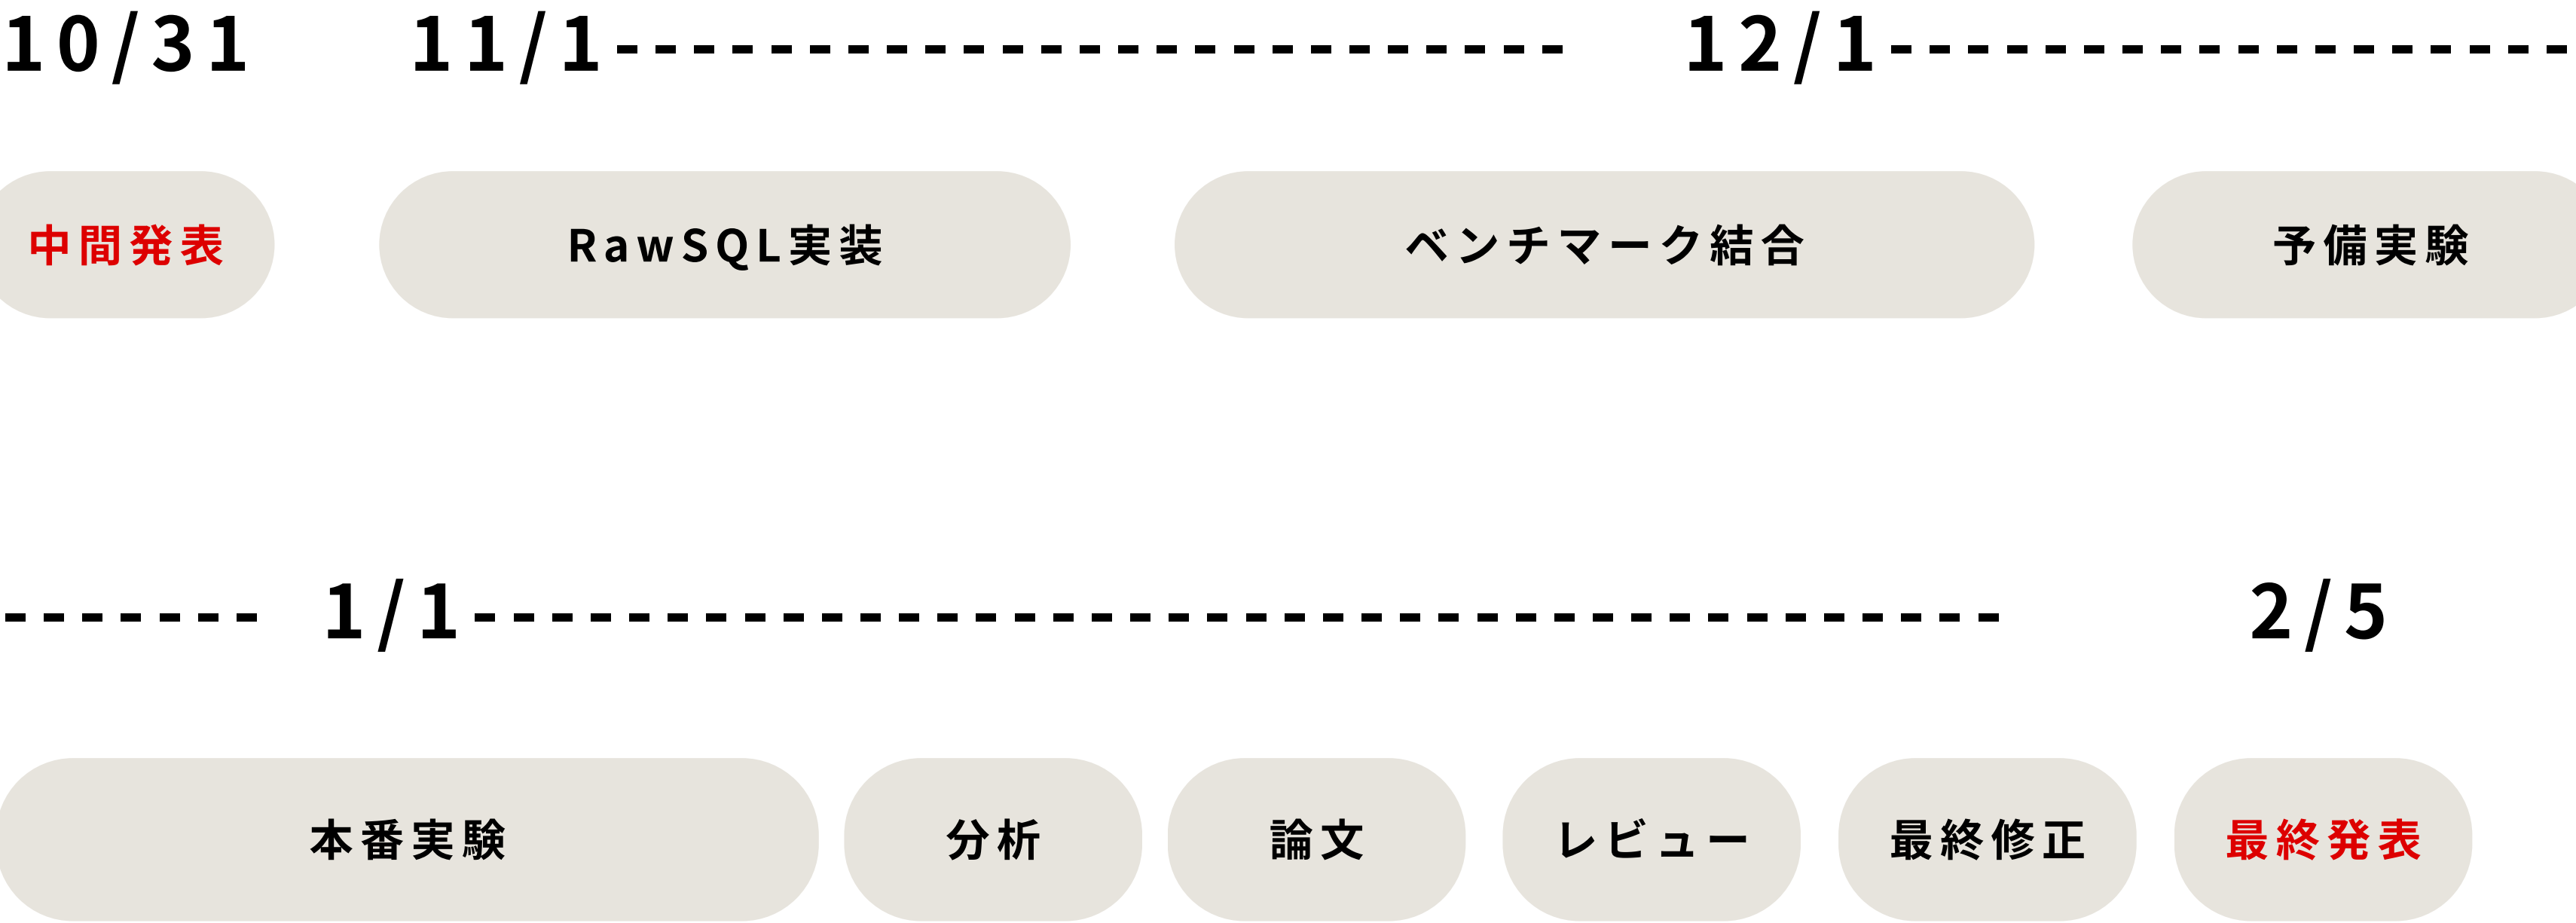 10/31 11/1 12/1
中間発表 RawSQL実装 ベンチマーク結合 予備実験
1/1 2/5
本番実験 分析 論文 レビュー 最終修正 最終発表